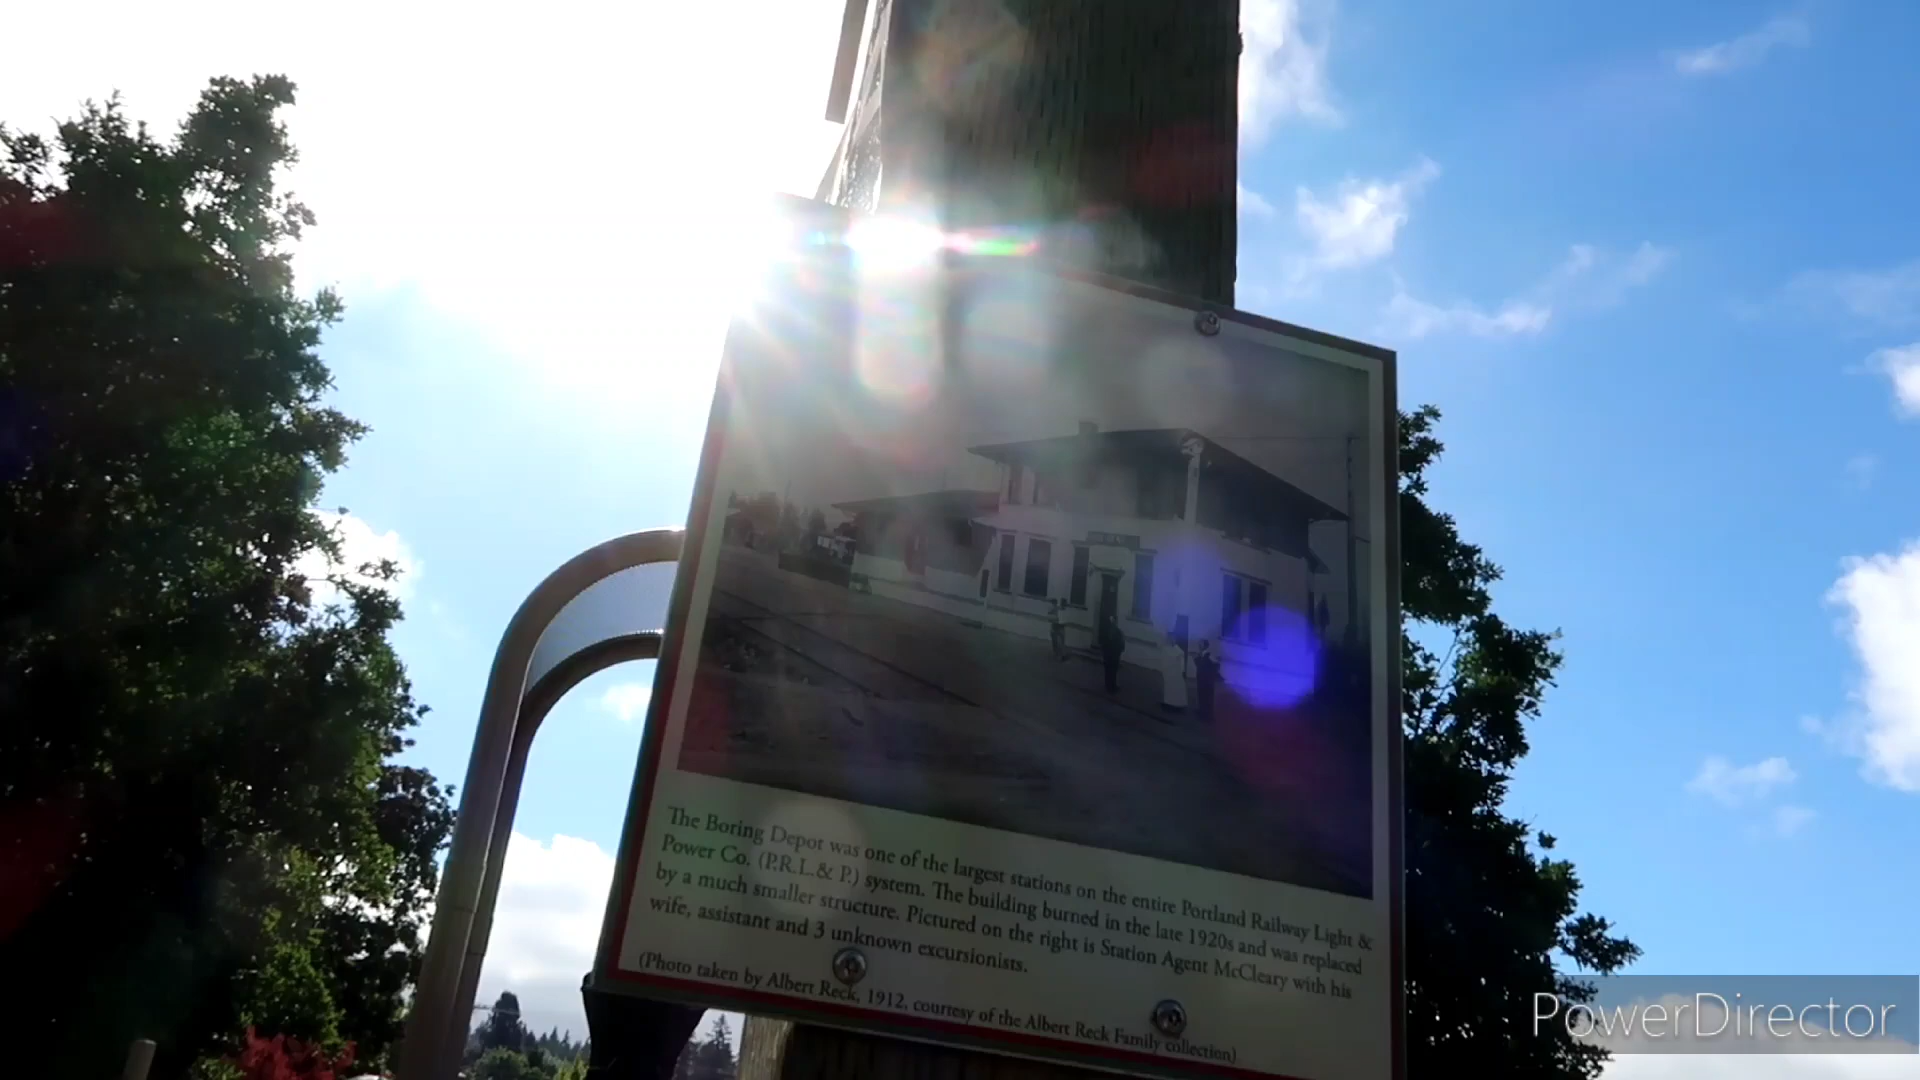 The Boring Depot was one of the largest stations on the entire Portland Railway Light &
Power Co. (P.R.L.& P.) system. The building burned in the late 1920s and was replaced
by a much smaller structure. Pictured on the right is Station Agent McCleary with his
wife, assistant and 3 unknown excursionists.
(Photo taken by Albert Reck, 1912, courtesy of the Albert Reck Family collection)
PowerDirector